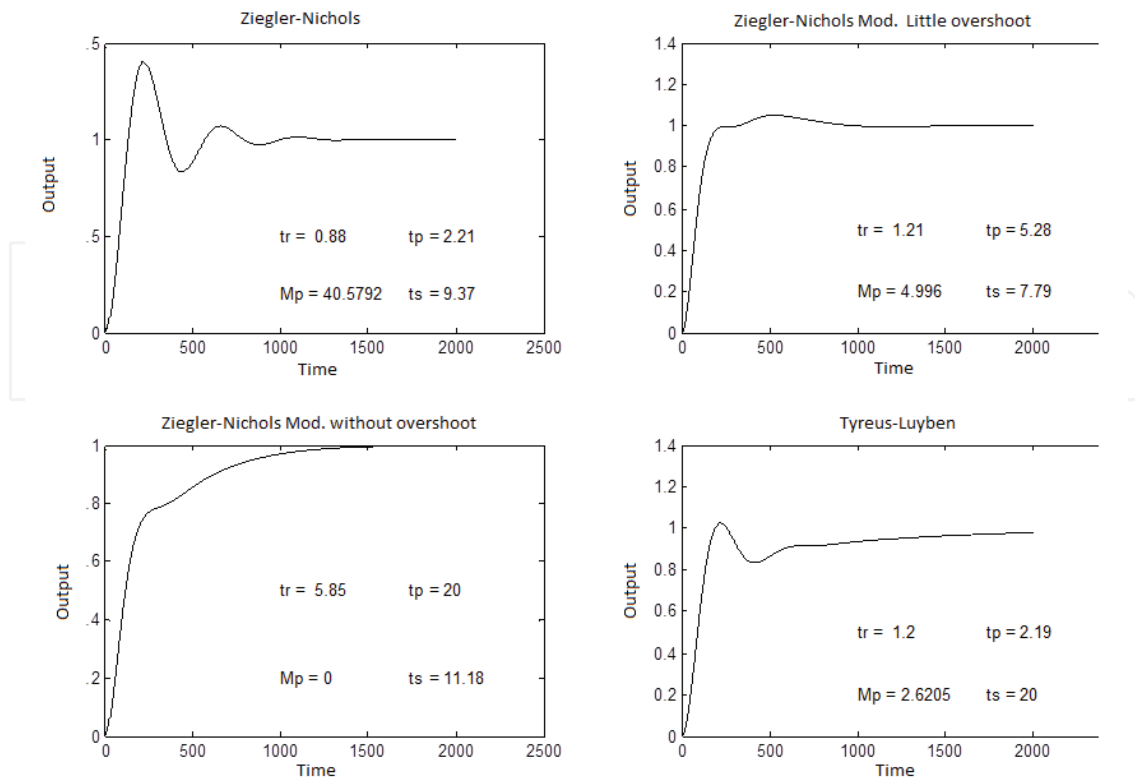 Ziegler-Nichols
.5
1
.5
0
Output
tr = 0.88 tp = 2.21
Mp = 40.5792 ts = 9.37
0 500 1000 1500 2000 2500
Time
Ziegler-Nichols Mod. Little overshoot
1.4
1.2
1
0.8
0.6
0.4
0.2
0
Output
tr = 1.21 tp = 5.28
Mp = 4.996 ts = 7.79
0 500 1000 1500 2000
Time
Ziegler-Nichols Mod. without overshoot
1
.8
.6
.4
.2
0
Output
tr = 5.85 tp = 20
Mp = 0 ts = 11.18
0 500 1000 1500 2000 2500
Time
Tyreus-Luyben
1.4
1.2
1
0.8
0.6
0.4
0.2
0
Output
tr = 1.2 tp = 2.19
Mp = 2.6205 ts = 20
0 500 1000 1500 2000
Time